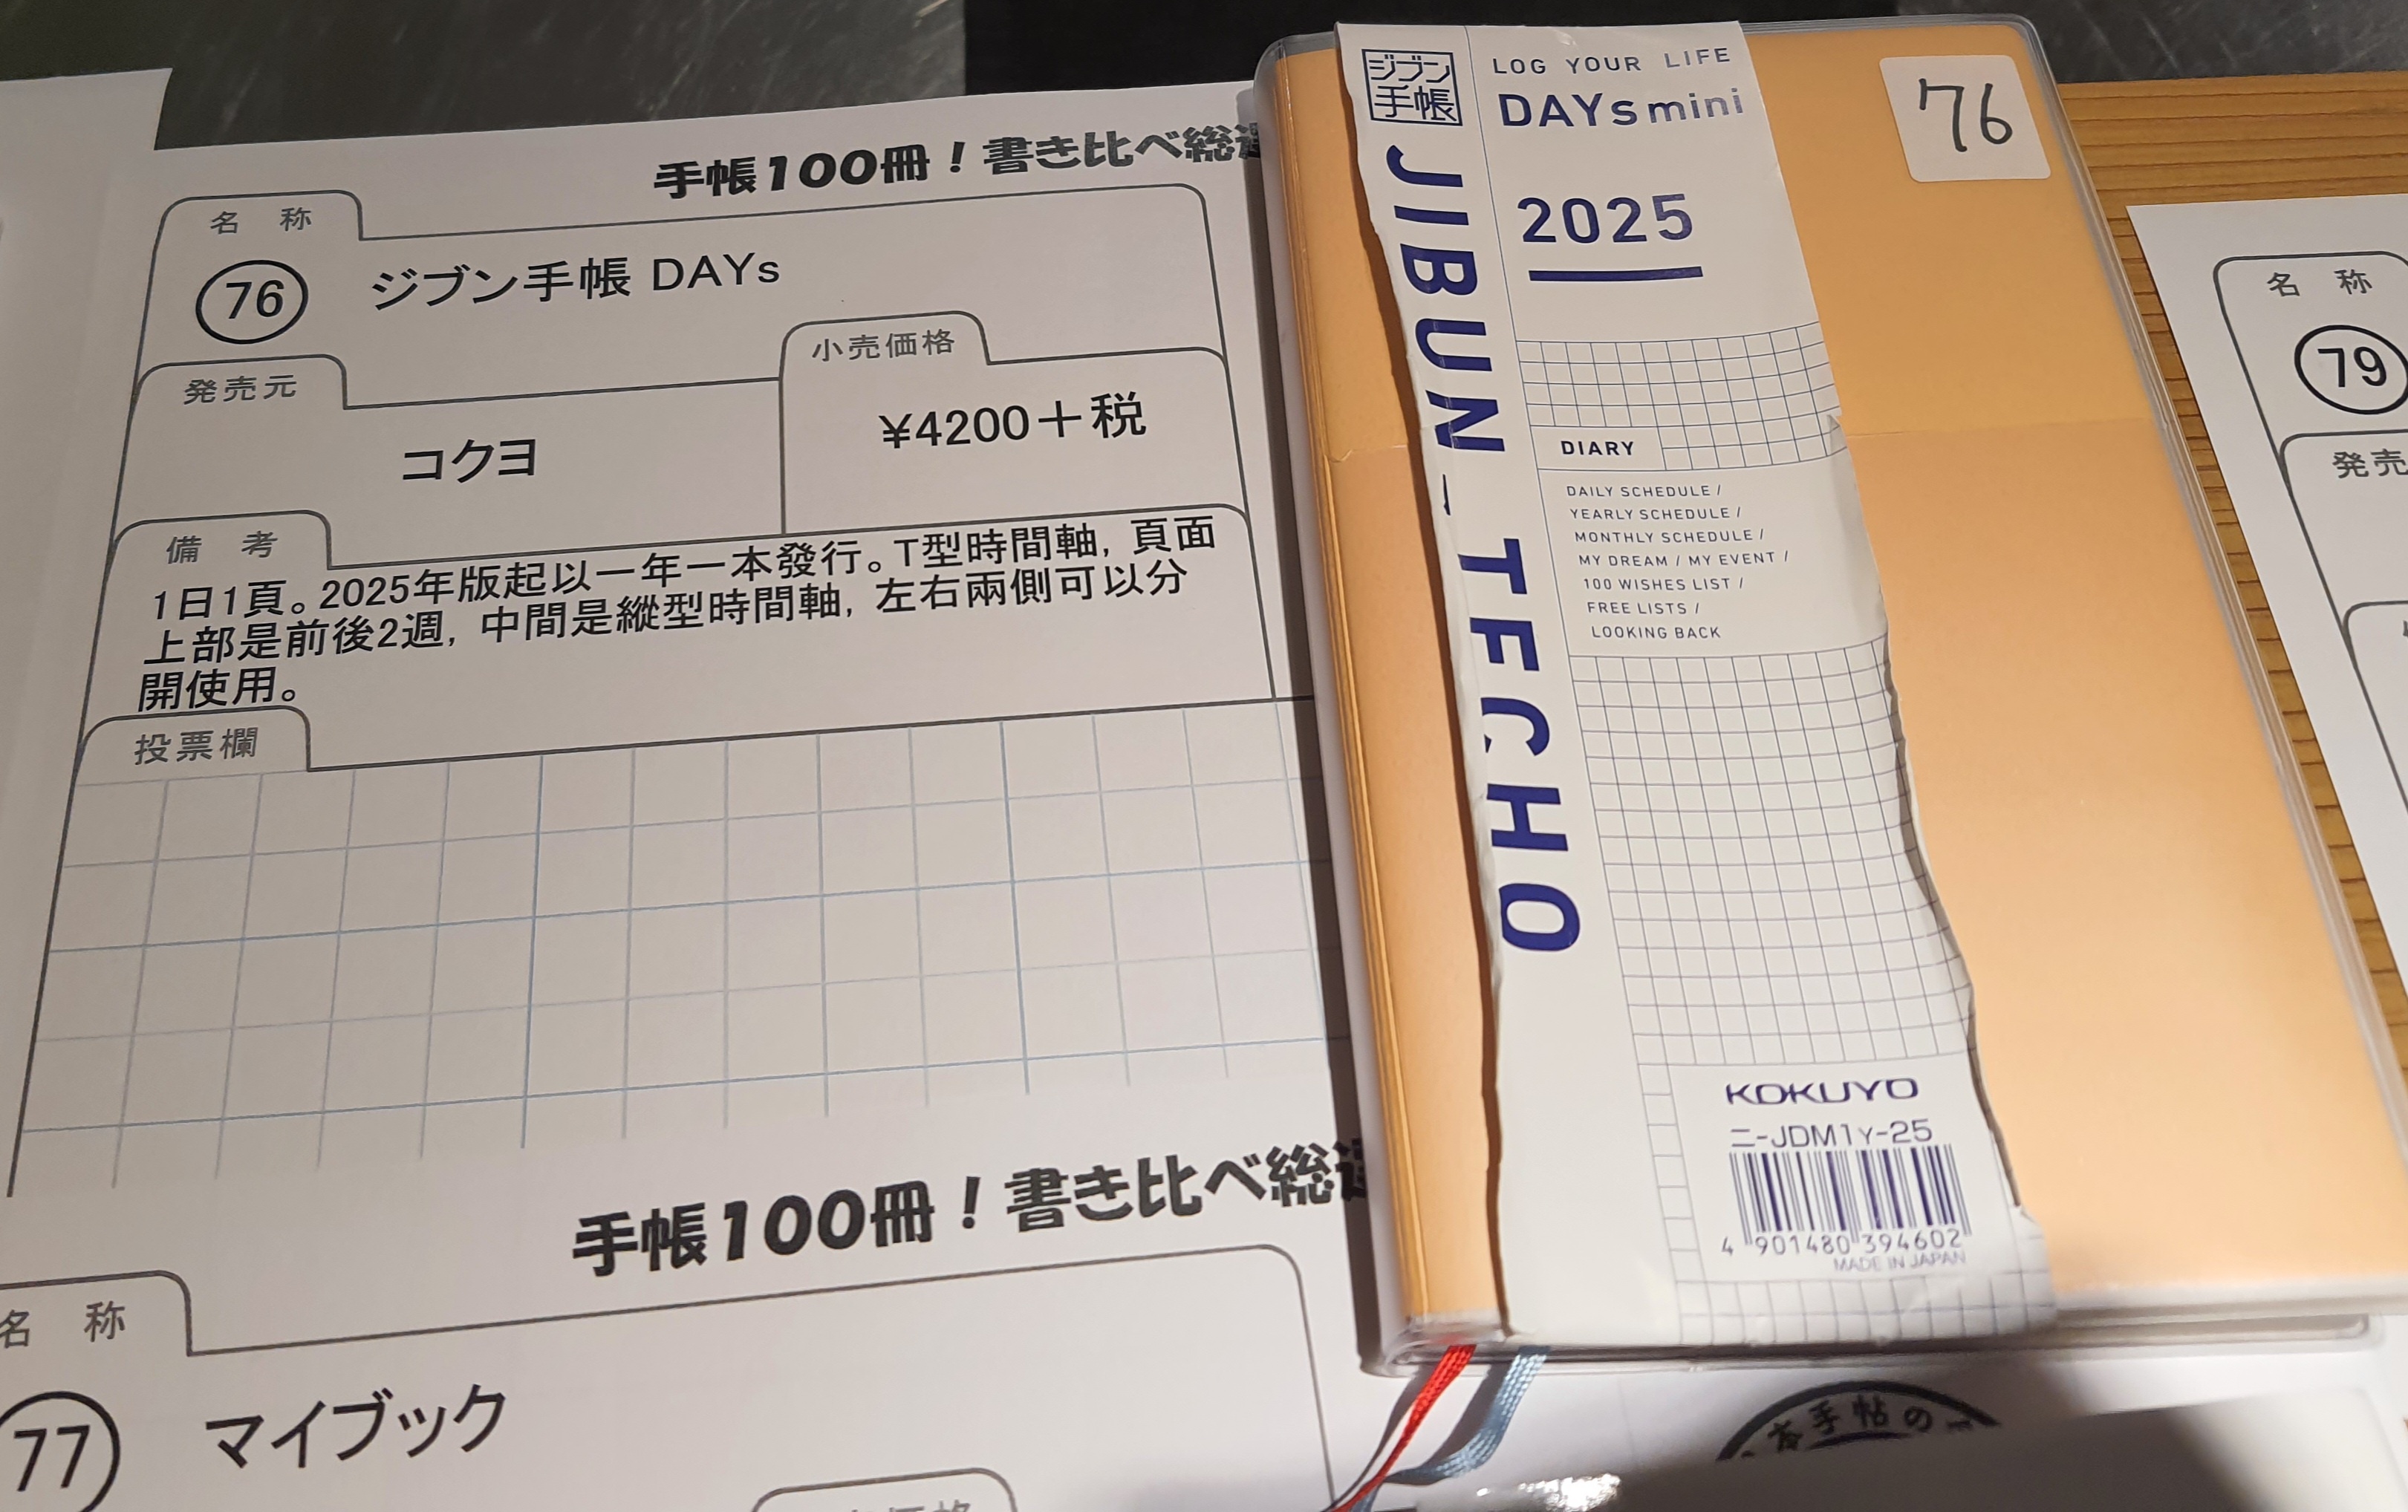 手帳100冊！書き比べ総選
名　称
76
ジブン手帳 DAYs
発売元
コクヨ
小売価格
¥4200＋税
備　考
1日1頁。2025年版起以一年一本發行。T型時間軸，頁面
上部是前後2週，中間是縱型時間軸，左右兩側可以分
開使用。
投票欄
手帳100冊！書き比べ総選
名　称
77
マイブック
ジブン
手帳
LOG YOUR LIFE
DAYs mini
2025
JIBUN_TECHO
DIARY
DAILY SCHEDULE /
YEARLY SCHEDULE /
MONTHLY SCHEDULE /
MY DREAM / MY EVENT /
100 WISHES LIST /
FREE LISTS /
LOOKING BACK
KOKUYO
ニ-JDM1Y-25
4 901480 394602
MADE IN JAPAN
76
名　称
79
発売
手帖の